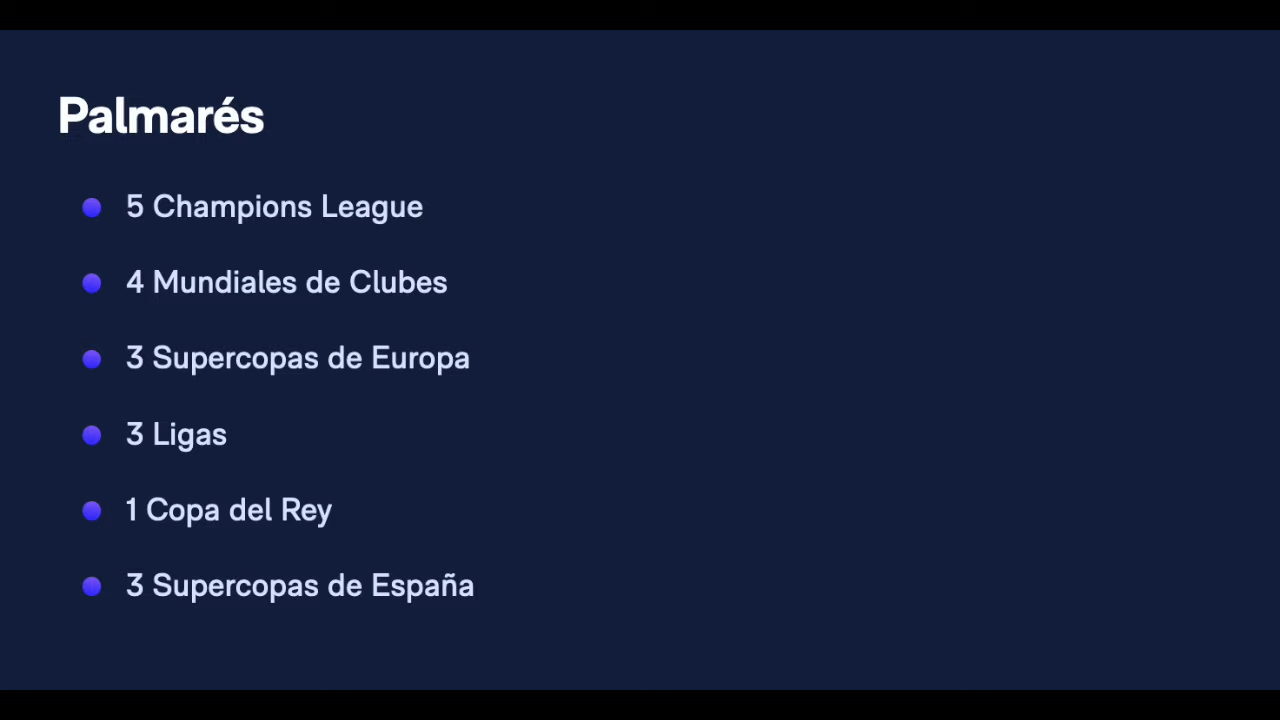 Palmarés
5 Champions League
4 Mundiales de Clubes
3 Supercopas de Europa
3 Ligas
1 Copa del Rey
3 Supercopas de España